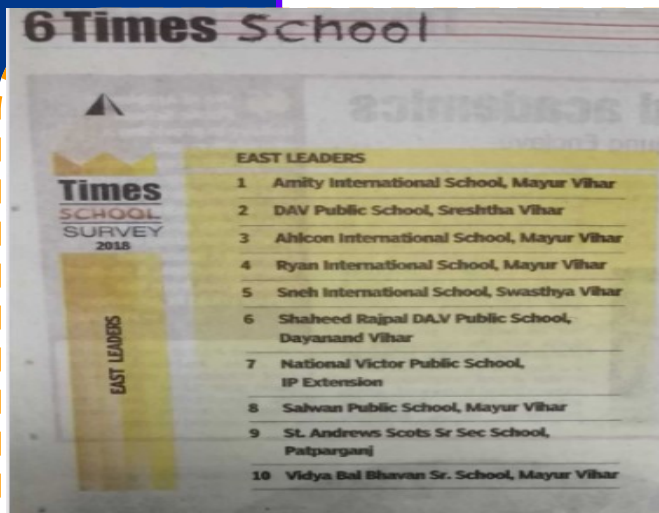 6 Times School
academics
Times
SCHOOL
SURVEY
2018
EAST LEADERS
EAST LEADERS
1 Amity International School, Mayur Vihar
2 DAV Public School, Sreshtha Vihar
3 Ahlcon International School, Mayur Vihar
4 Ryan International School, Mayur Vihar
5 Sneh International School, Swasthya Vihar
6 Shaheed Rajpal DA.V Public School,
Dayanand Vihar
7 National Victor Public School,
IP Extension
8 Salwan Public School, Mayur Vihar
9 St. Andrews Scots Sr Sec School,
Patparganj
10 Vidya Bal Bhavan Sr. School, Mayur Vihar